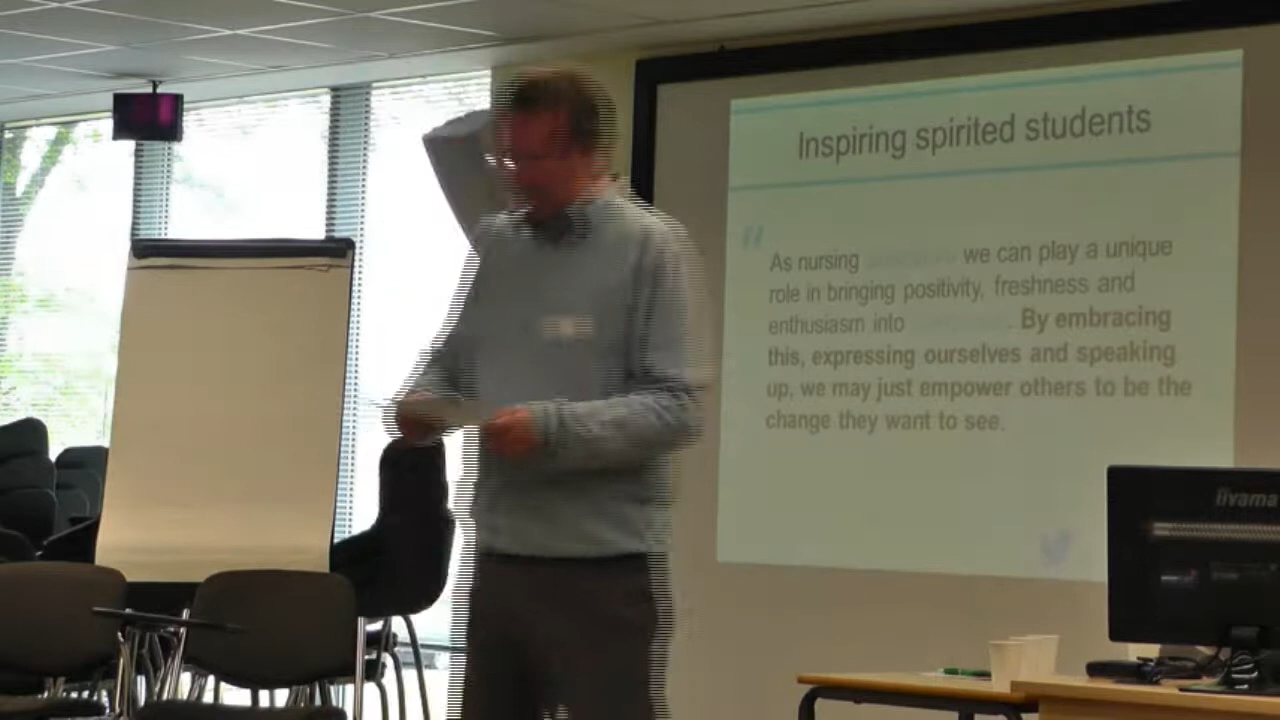 Inspiring spirited students
“
As nursing we can play a unique
role in bringing positivity, freshness and
enthusiasm into . By embracing
this, expressing ourselves and speaking
up, we may just empower others to be the
change they want to see.
iiyama